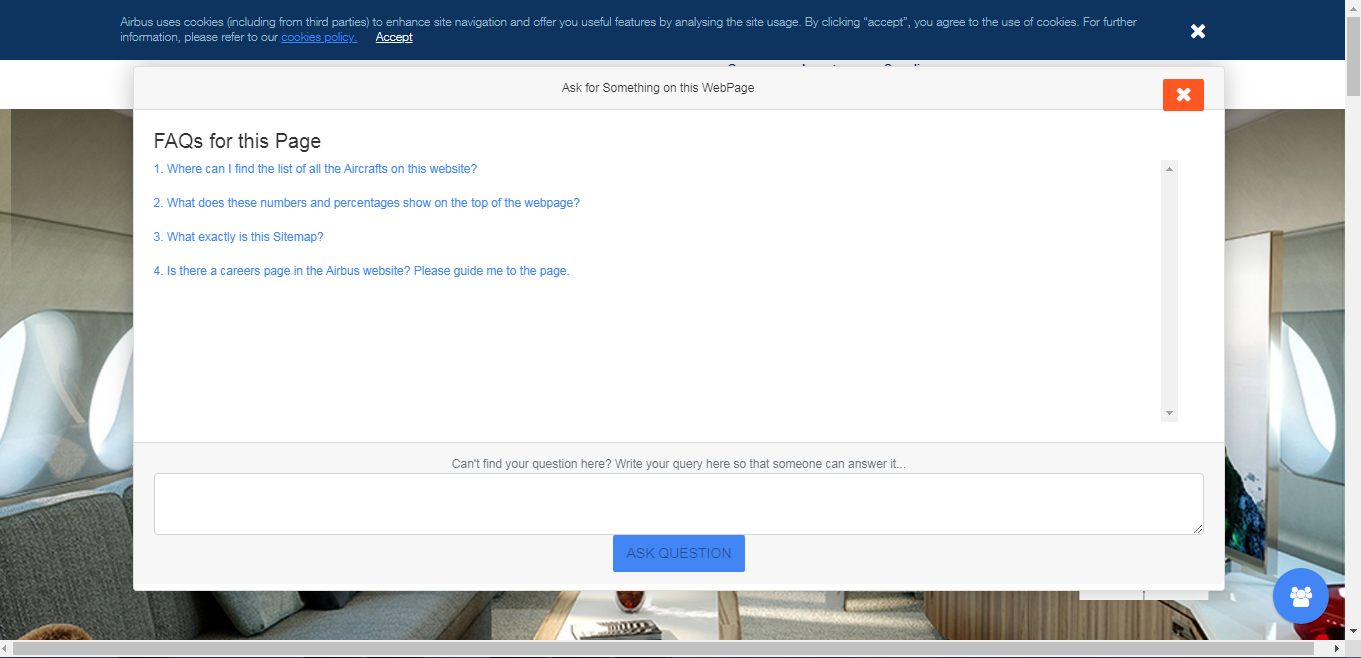 Airbus uses cookies (including from third parties) to enhance site navigation and offer you useful features by analysing the site usage. By clicking “accept”, you agree to the use of cookies. For further
information, please refer to our cookies policy. Accept
Ask for Something on this WebPage
FAQs for this Page
1. Where can I find the list of all the Aircrafts on this website?
2. What does these numbers and percentages show on the top of the webpage?
3. What exactly is this Sitemap?
4. Is there a careers page in the Airbus website? Please guide me to the page.
Can't find your question here? Write your query here so that someone can answer it...
ASK QUESTION